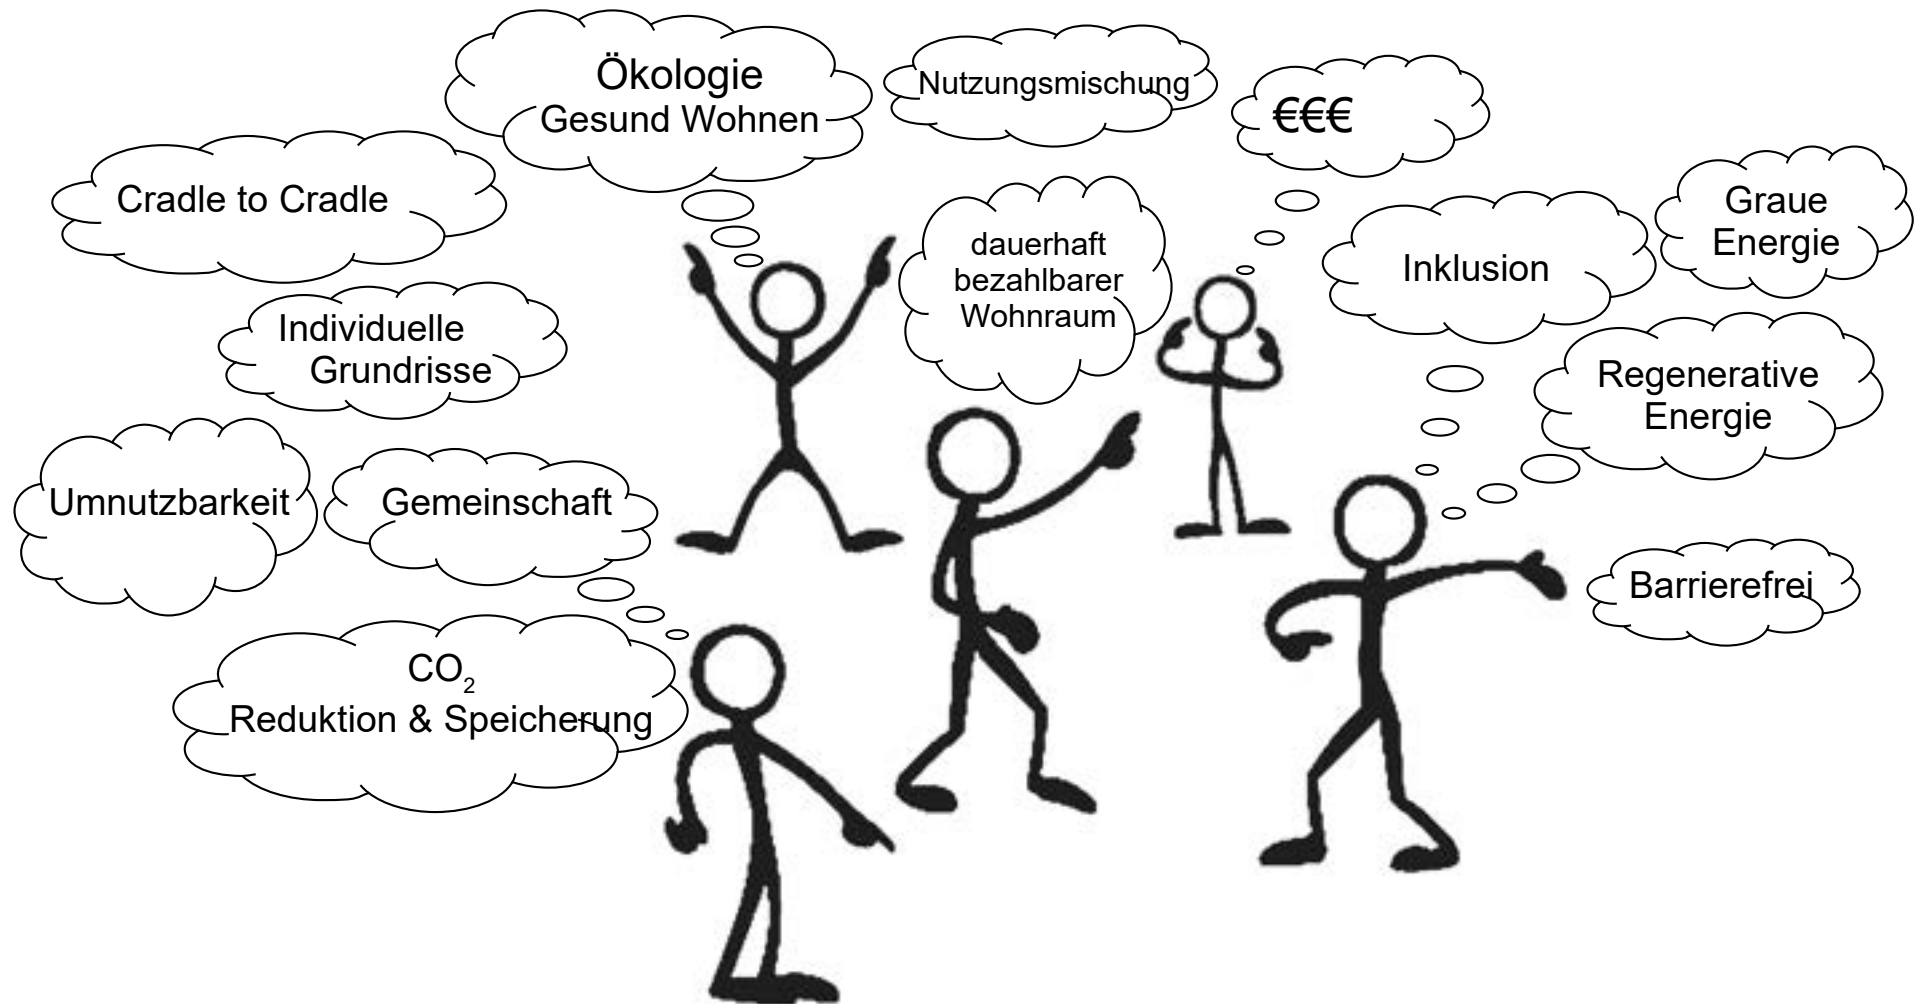 Ökologie
Gesund Wohnen
Nutzungsmischung
€€€
Cradle to Cradle
dauerhaft
bezahlbarer
Wohnraum
Inklusion
Graue
Energie
Individuelle
Grundrisse
Regenerative
Energie
Umnutzbarkeit
Gemeinschaft
Barrierefrei
CO₂
Reduktion & Speicherung